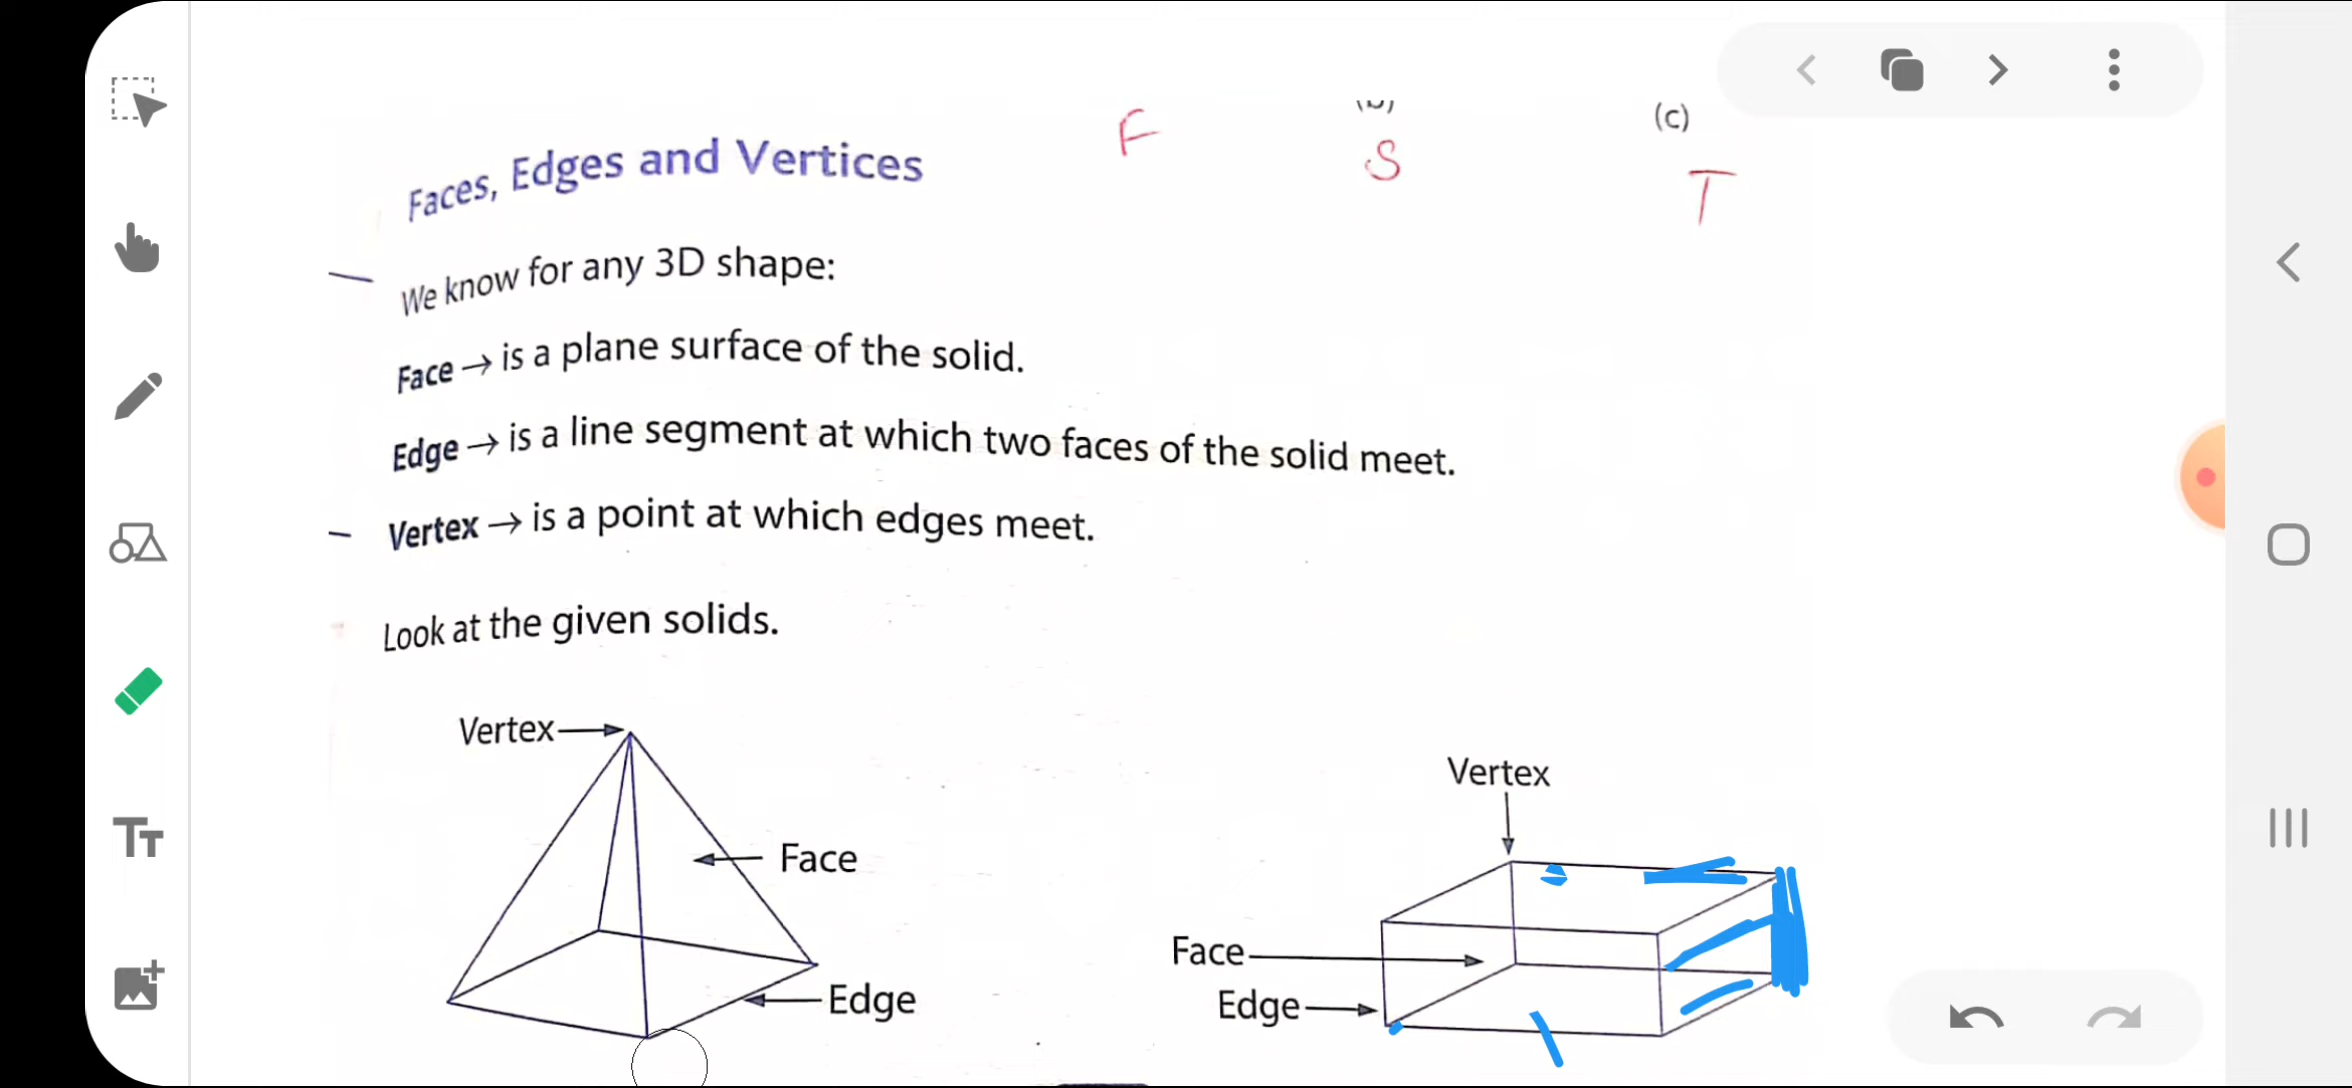 (c)
F
S
T
Faces, Edges and Vertices
We know for any 3D shape:
Face → is a plane surface of the solid.
Edge → is a line segment at which two faces of the solid meet.
Vertex → is a point at which edges meet.
Look at the given solids.
Vertex
Face
Edge
Vertex
Face
Edge
TT